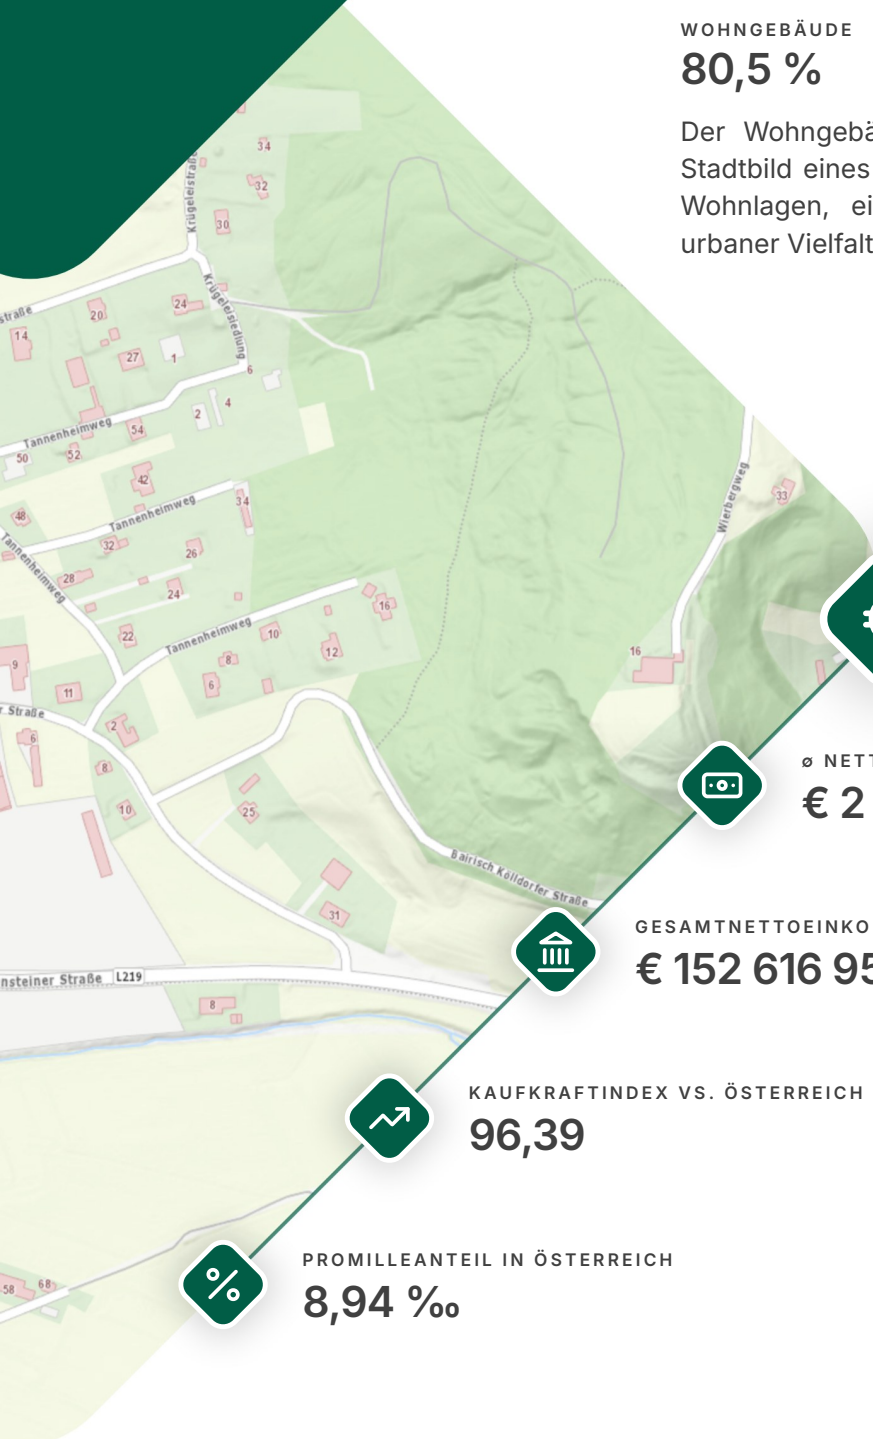 WOHNGEBÄUDE
80,5 %
Der Wohngebä
Stadtbild eines
Wohnlagen, ei
urbaner Vielfalt
34
32
30
Krügeleistraße
Krügeleisiedlung
straße
14
20
24
27
1
6
4
2
54
Tannenheimweg
50
52
42
34
48
Tannenheimweg
Tannenheimweg
32
26
28
24
22
Tannenheimweg
10
8
6
12
16
33
Wierbergweg
16
9
11
r Straße
2
6
8
10
25
31
Bairisch Kölldorfer Straße
ø NETT
€ 2
GESAMTNETTOEINKO
€ 152 616 95
nsteiner Straße L219
8
KAUFKRAFTINDEX VS. ÖSTERREICH
96,39
PROMILLEANTEIL IN ÖSTERREICH
8,94 ‰
58
68